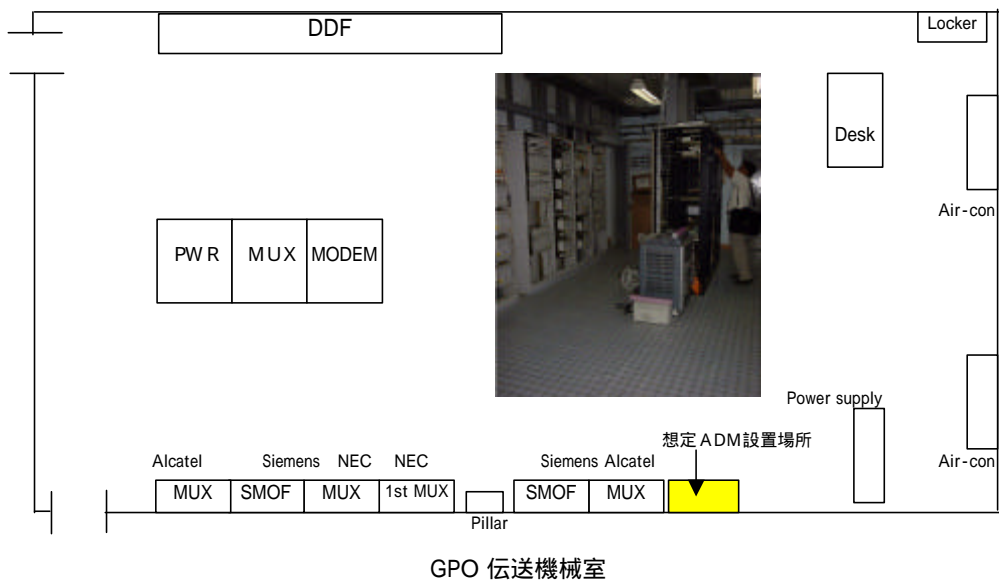 DDF
Locker
Desk
Air-con
PWR MUX MODEM
Power supply
想定ADM設置場所
Alcatel Siemens NEC NEC Siemens Alcatel
Air-con
MUX SMOF MUX 1st MUX SMOF MUX
Pillar
GPO 伝送機械室